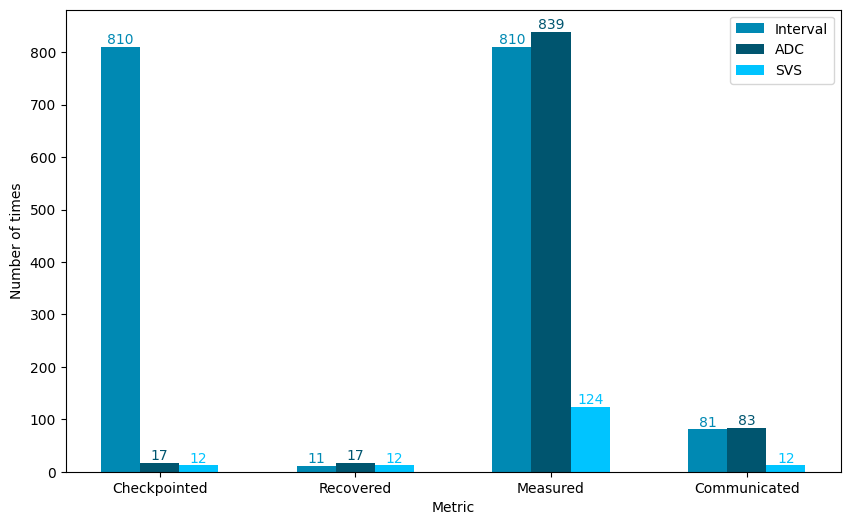 Interval
ADC
SVS
Number of times
800
700
600
500
400
300
200
100
0
810
17
12
11
17
12
810
839
124
81
83
12
Checkpointed
Recovered
Measured
Communicated
Metric